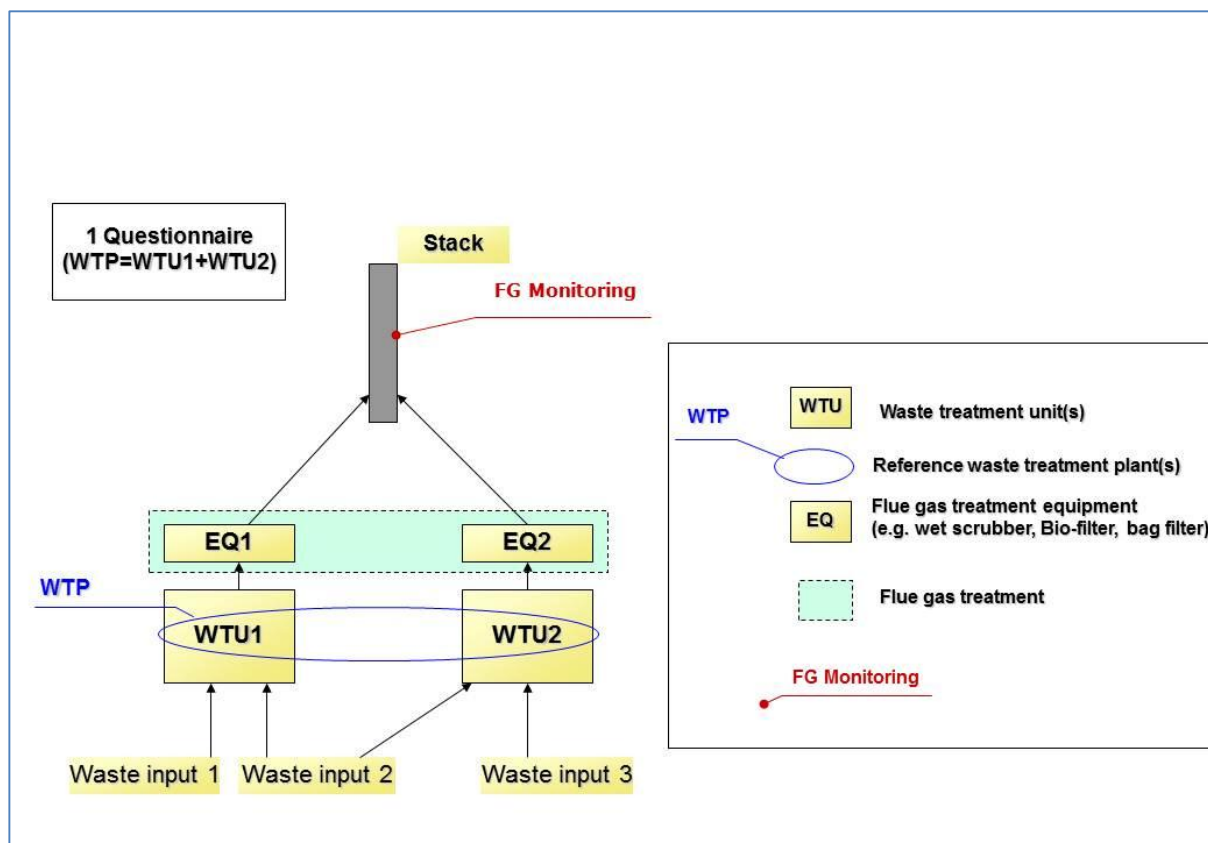 1 Questionnaire
(WTP=WTU1+WTU2)
Stack
FG Monitoring
EQ1
EQ2
WTP
WTU1
WTU2
Waste input 1
Waste input 2
Waste input 3
WTP
WTU
Waste treatment unit(s)
Reference waste treatment plant(s)
EQ
Flue gas treatment equipment
(e.g. wet scrubber, Bio-filter, bag filter)
Flue gas treatment
FG Monitoring